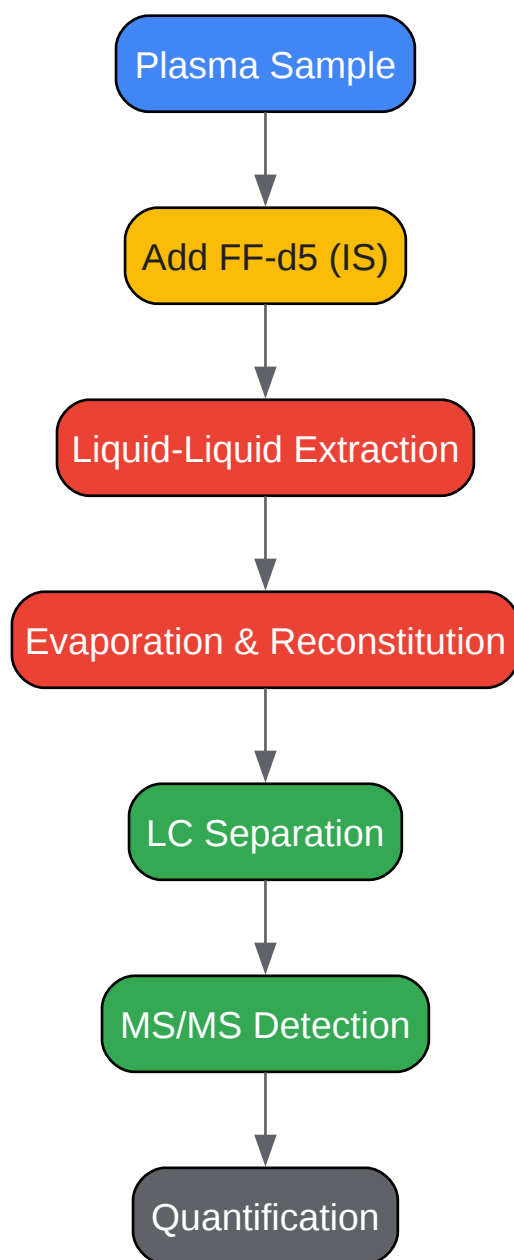 Plasma Sample
Add FF-d5 (IS)
Liquid-Liquid Extraction
Evaporation & Reconstitution
LC Separation
MS/MS Detection
Quantification